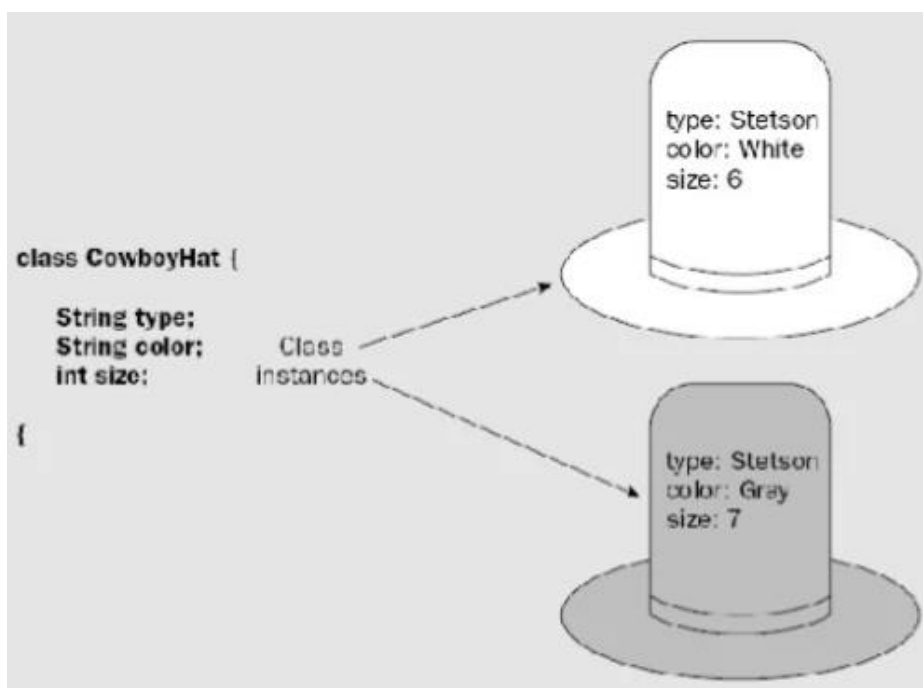 class CowboyHat {
String type;
String color;
int size;
{
Class
instances
type: Stetson
color: White
size: 6
type: Stetson
color: Gray
size: 7